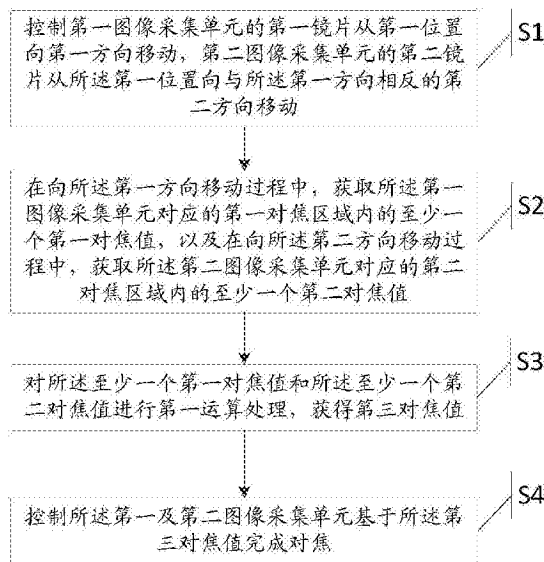 控制第一图像采集单元的第一镜片从第一位置
向第一方向移动，第二图像采集单元的第二镜
片从所述第一位置向与所述第一方向相反的第
二方向移动
S1
在向所述第一方向移动过程中，获取所述第一
图像采集单元对应的第一对焦区域内的至少一
个第一对焦值，以及在向所述第二方向移动过
程中，获取所述第二图像采集单元对应的第二
对焦区域内的至少一个第二对焦值
S2
对所述至少一个第一对焦值和所述至少一个第
二对焦值进行第一运算处理，获得第三对焦值
S3
控制所述第一及第二图像采集单元基于所述第
三对焦值完成对焦
S4